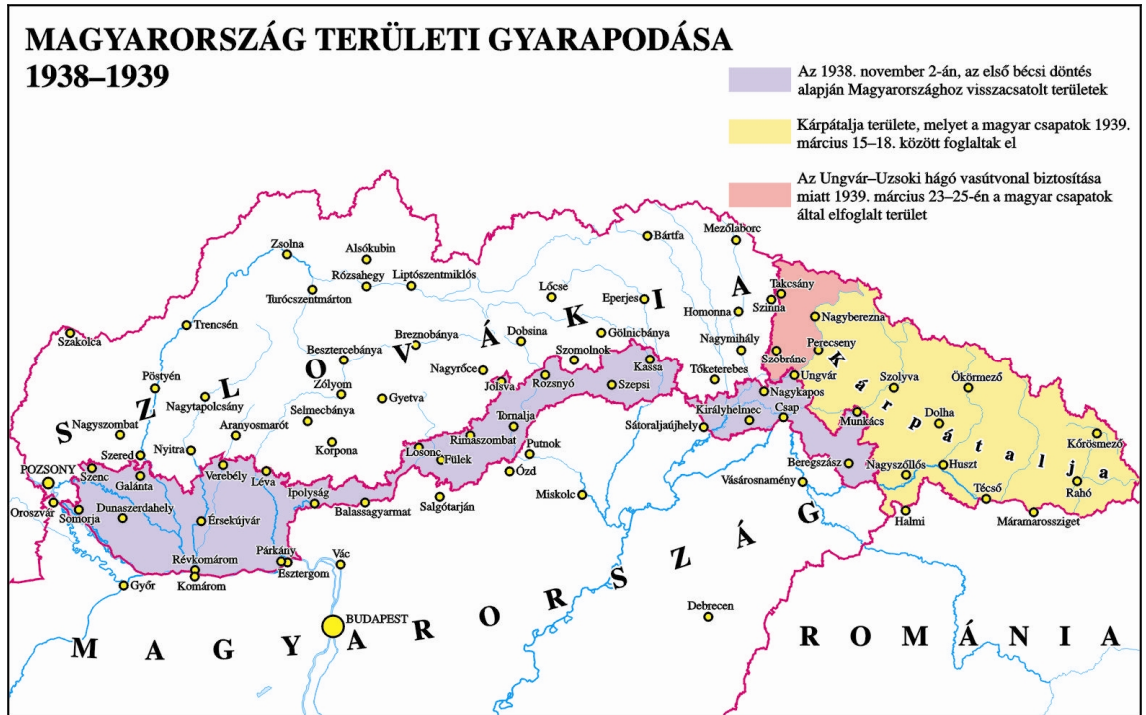 MAGYARORSZÁG TERÜLETI GYARAPODÁSA
1938–1939
Az 1938. november 2-án, az első bécsi döntés
alapján Magyarországhoz visszacsatolt területek
Kárpátalja területe, melyet a magyar csapatok 1939.
március 15–18. között foglaltak el
Az Ungvár–Uzsoki hágó vasútvonal biztosítása
miatt 1939. március 23–25-én a magyar csapatok
által elfoglalt terület
SZLOVÁKIA
Kárpátalja
MAGYARORSZÁG
ROMÁNIA
Mezőlaborc
Bártfa
Zsolna
Alsókubin
Rózsahegy
Liptószentmiklós
Turócszentmárton
Lőcse
Eperjes
Takcsány
Szinna
Homonna
Nagyberezna
Szakolca
Trencsén
Breznobánya
Dobsina
Gölnicbánya
Nagymihály
Szobránc
Perecseny
Besztercebánya
Szomolnok
Kassa
Tőketerebes
Ungvár
Pöstyén
Nagytapolcsány
Zólyom
Gyetva
Nagyrőce
Jolsva
Rozsnyó
Szepsi
Nagykapos
Szolyva
Ökörmező
Selmecbánya
Tornalja
Királyhelmec
Csap
Munkács
Dolha
Nagyszombat
Aranyosmarót
Korpona
Rimaszombat
Putnok
Sátoraljaújhely
Kőrösmező
Szered
Nyitra
Losonc
Fülek
Ózd
Beregszász
Nagyszőllős
Huszt
POZSONY
Szenc
Galánta
Verebély
Léva
Ipolyság
Balassagyarmat
Salgótarján
Miskolc
Vásárosnamény
Técső
Rahó
Oroszvár
Somorja
Dunaszerdahely
Érsekújvár
Halmi
Máramarossziget
Révkomárom
Komárom
Párkány
Esztergom
Vác
Győr
BUDAPEST
Debrecen